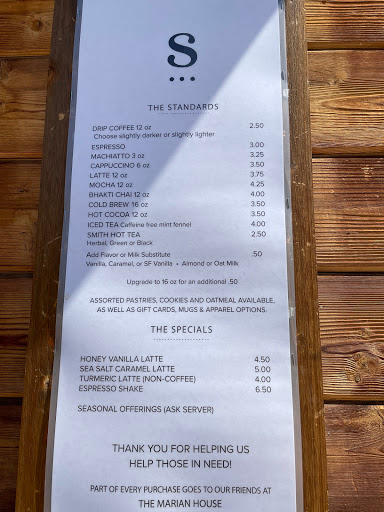 S
THE STANDARDS
DRIP COFFEE 12 oz 2.50
Choose slightly darker or slightly lighter
ESPRESSO 3.00
MACHIATTO 3 oz 3.25
CAPPUCCINO 6 oz 3.50
LATTE 12 oz 3.75
MOCHA 12 oz 4.25
BHAKTI CHAI 12 oz 4.00
COLD BREW 16 oz 3.50
HOT COCOA 12 oz 3.50
ICED TEA Caffeine free mint fennel 4.00
SMITH HOT TEA 2.50
Herbal, Green or Black
Add Flavor or Milk Substitute .50
Vanilla, Caramel, or SF Vanilla • Almond or Oat Milk
Upgrade to 16 oz for an additional .50
ASSORTED PASTRIES, COOKIES AND OATMEAL AVAILABLE,
AS WELL AS GIFT CARDS, MUGS & APPAREL OPTIONS.
THE SPECIALS
HONEY VANILLA LATTE 4.50
SEA SALT CARAMEL LATTE 5.00
TURMERIC LATTE (NON-COFFEE) 4.00
ESPRESSO SHAKE 6.50
SEASONAL OFFERINGS (ASK SERVER)
THANK YOU FOR HELPING US
HELP THOSE IN NEED!
PART OF EVERY PURCHASE GOES TO OUR FRIENDS AT
THE MARIAN HOUSE